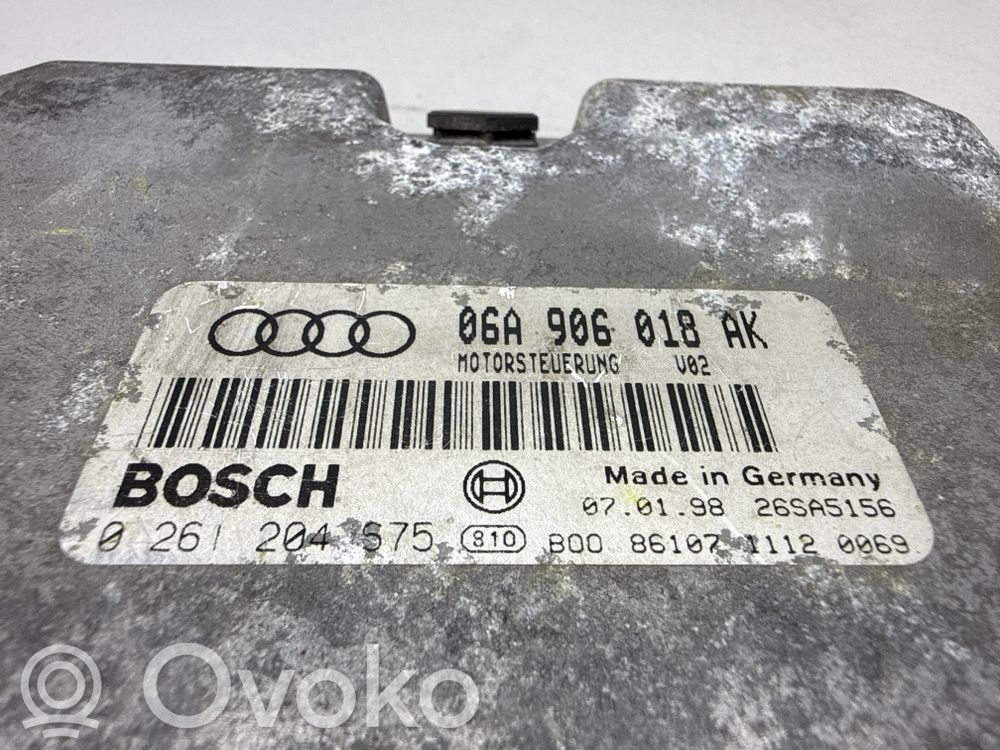 06A 906 018 AK
MOTORSTEUERUNG V02
BOSCH
Made in Germany
07.01.98 26SA5156
0 261 204 675 810 B00 86107 1112 0069
Ovoko